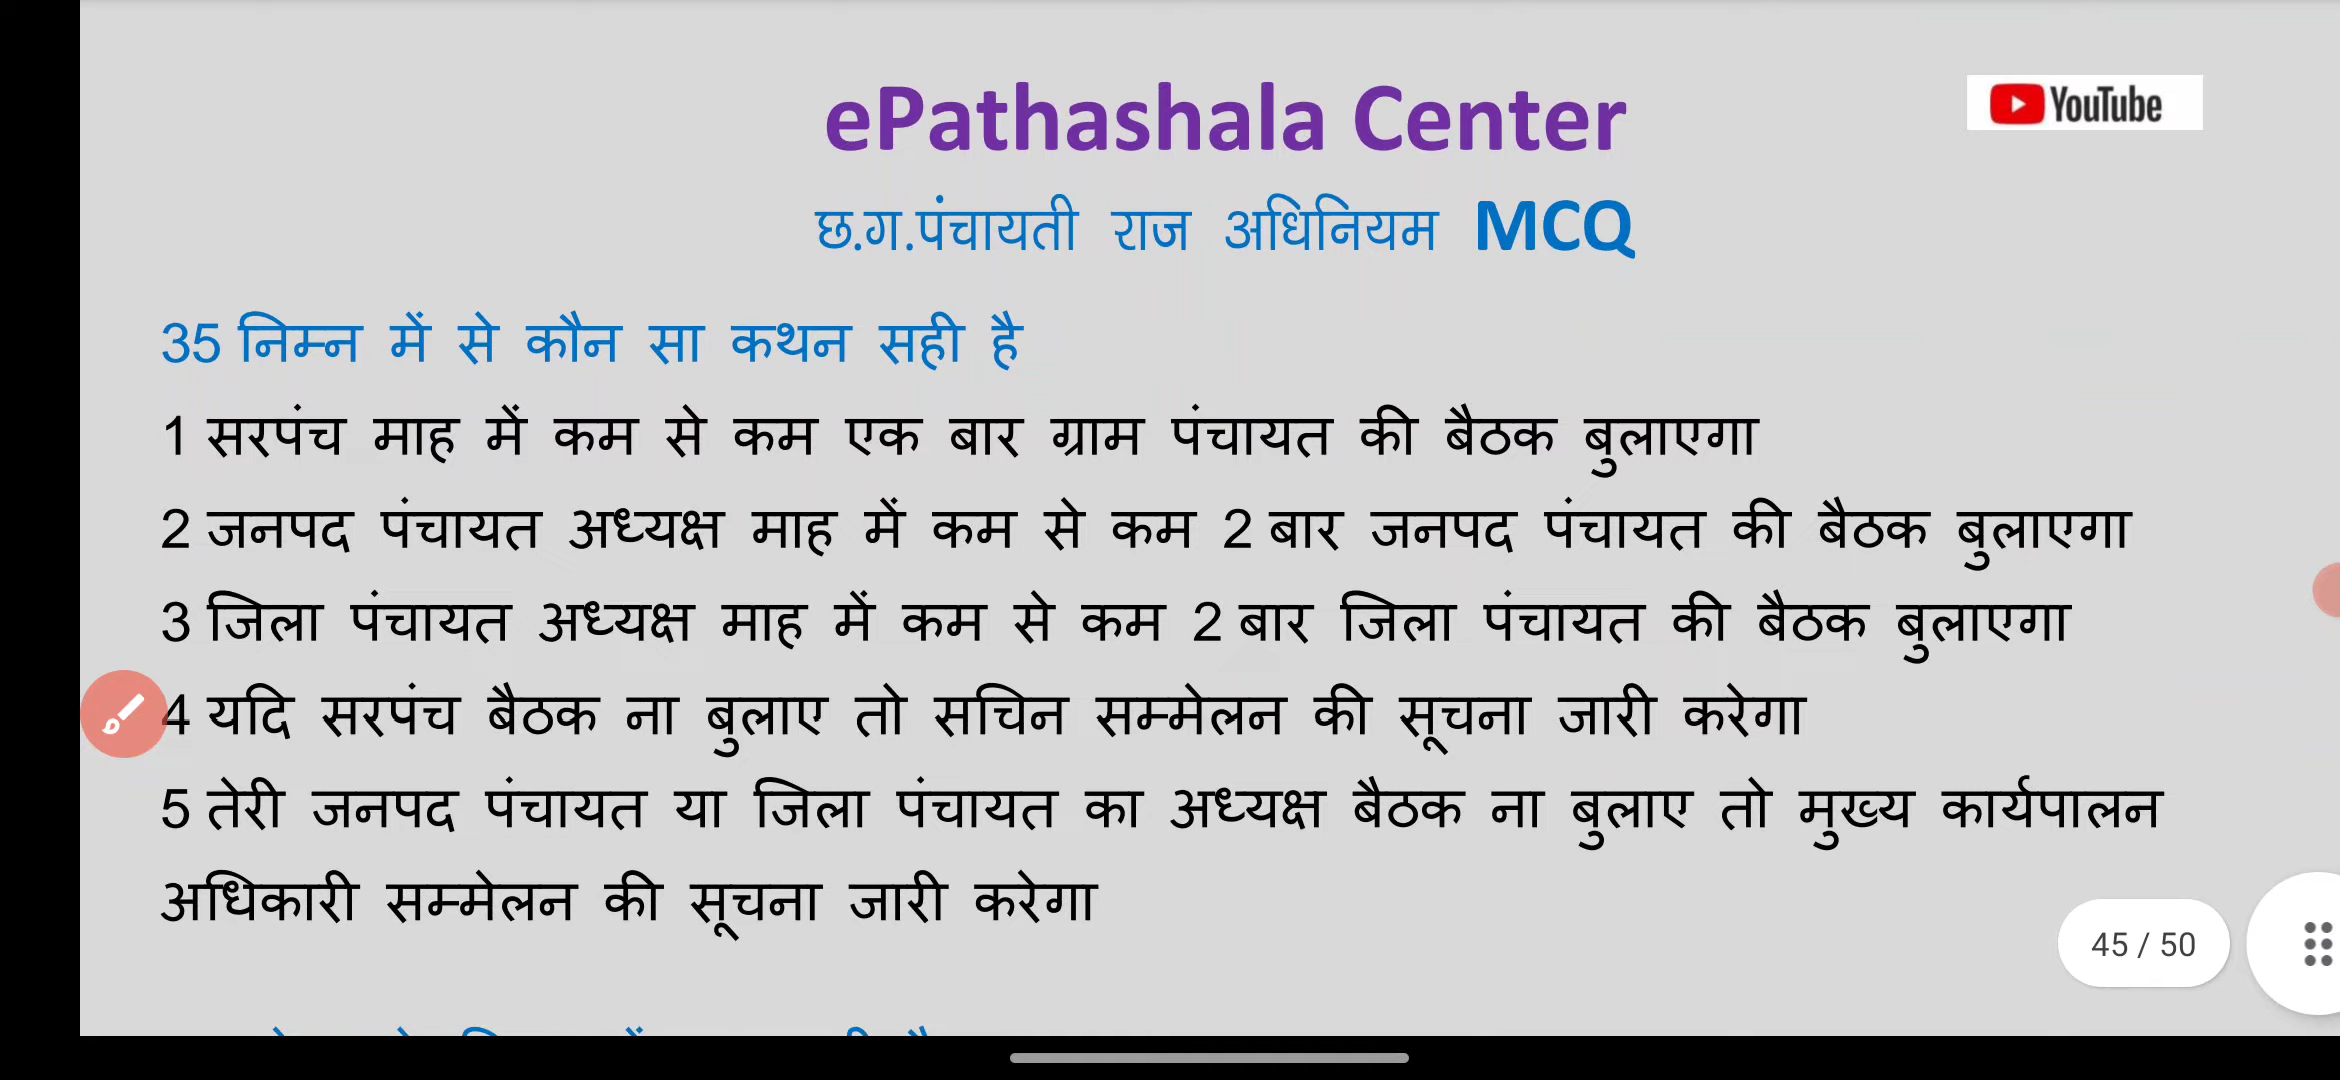 ePathashala Center
YouTube
छ.ग.पंचायती राज अधिनियम MCQ
35 निम्न में से कौन सा कथन सही है
1 सरपंच माह में कम से कम एक बार ग्राम पंचायत की बैठक बुलाएगा
2 जनपद पंचायत अध्यक्ष माह में कम से कम 2 बार जनपद पंचायत की बैठक बुलाएगा
3 जिला पंचायत अध्यक्ष माह में कम से कम 2 बार जिला पंचायत की बैठक बुलाएगा
4 यदि सरपंच बैठक ना बुलाए तो सचिन सम्मेलन की सूचना जारी करेगा
5 तेरी जनपद पंचायत या जिला पंचायत का अध्यक्ष बैठक ना बुलाए तो मुख्य कार्यपालन
अधिकारी सम्मेलन की सूचना जारी करेगा
45 / 50